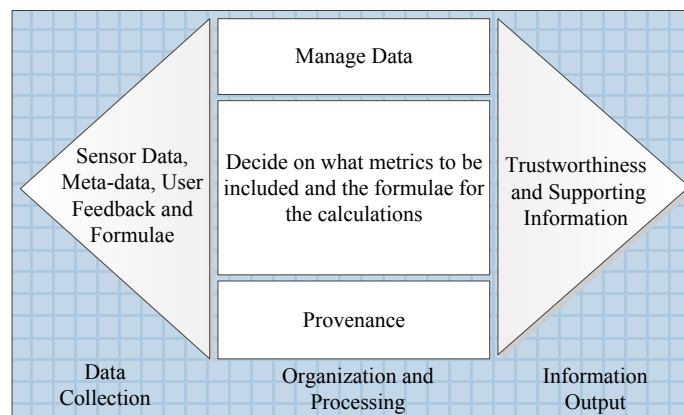 Manage Data
Sensor Data,
Meta-data, User
Feedback and
Formulae
Decide on what metrics to be
included and the formulae for
the calculations
Trustworthiness
and Supporting
Information
Provenance
Data
Collection
Organization and
Processing
Information
Output